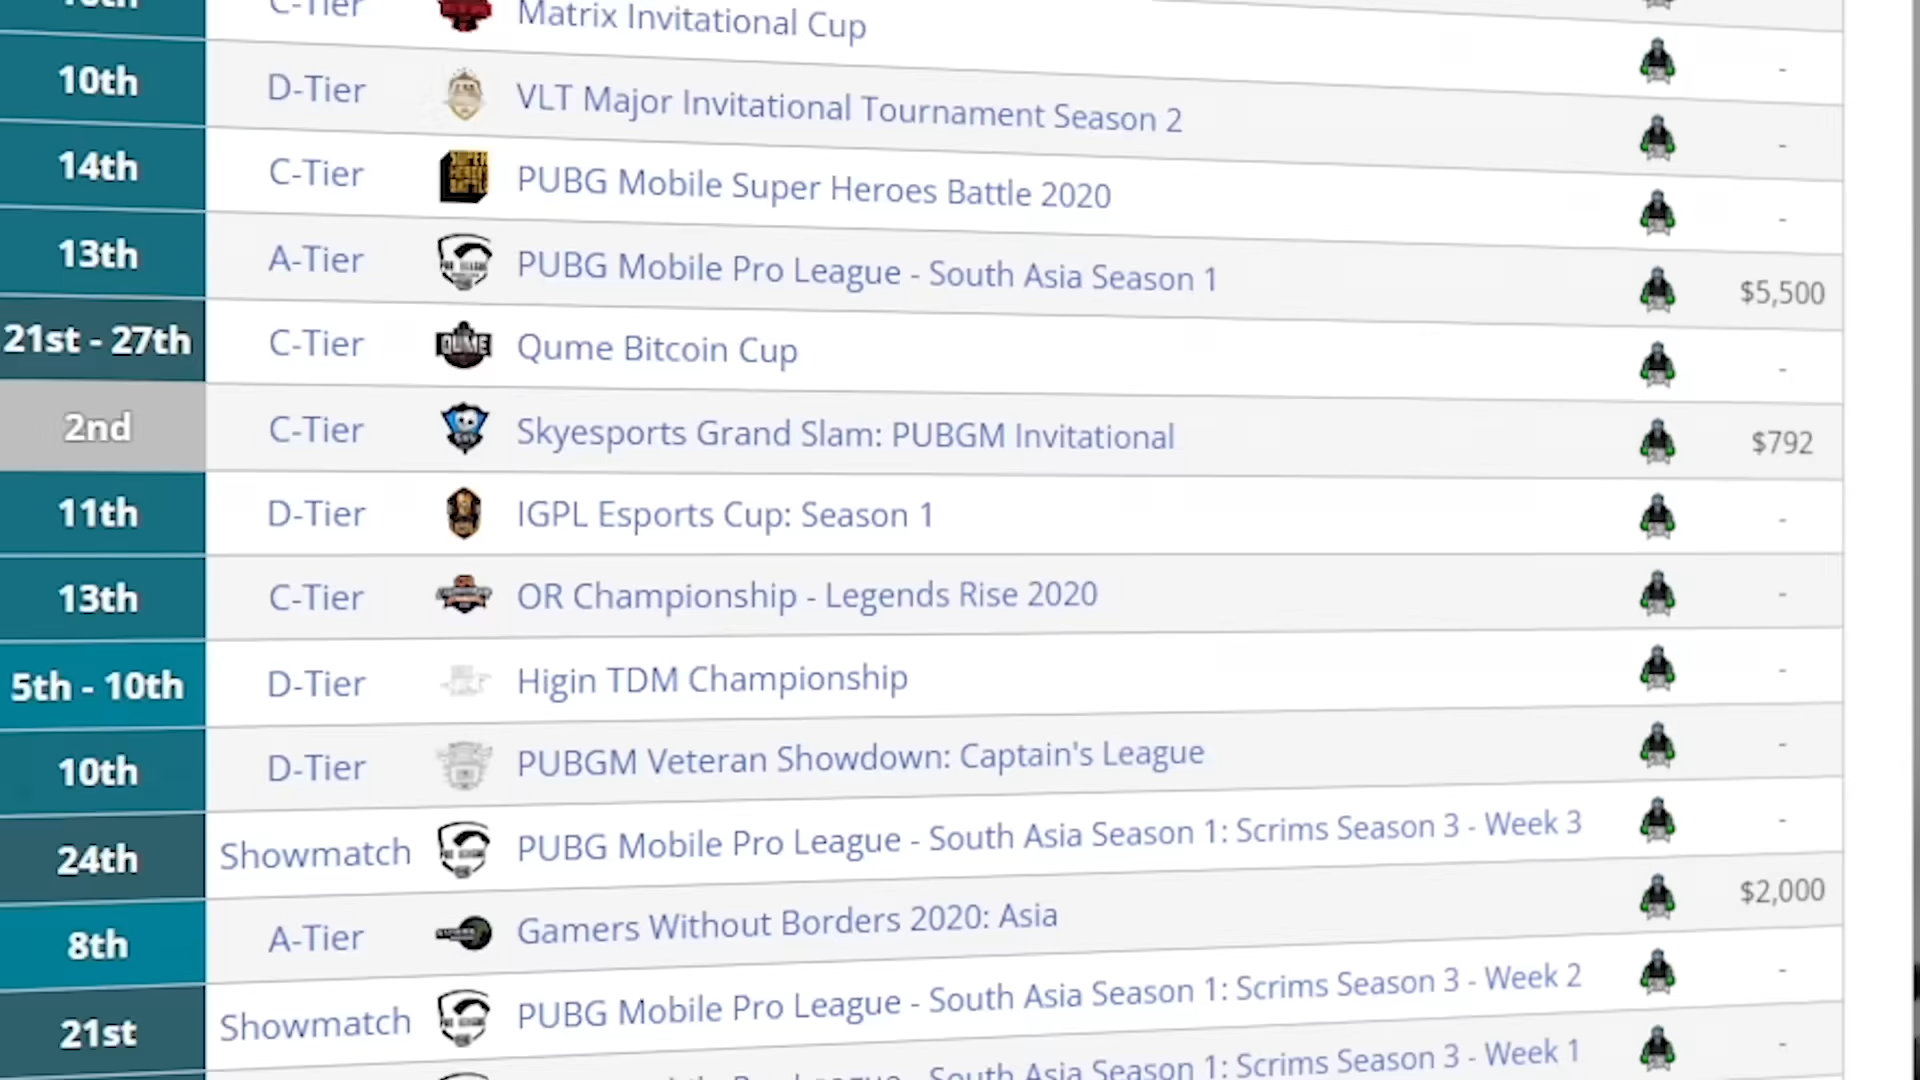 C-Tier Matrix Invitational Cup -
10th D-Tier VLT Major Invitational Tournament Season 2 -
14th C-Tier PUBG Mobile Super Heroes Battle 2020 -
13th A-Tier PUBG Mobile Pro League - South Asia Season 1 $5,500
21st - 27th C-Tier QUME Qume Bitcoin Cup -
2nd C-Tier Skyesports Grand Slam: PUBGM Invitational $792
11th D-Tier IGPL Esports Cup: Season 1 -
13th C-Tier OR Championship - Legends Rise 2020 -
5th - 10th D-Tier Higin TDM Championship -
10th D-Tier PUBGM Veteran Showdown: Captain's League -
24th Showmatch PUBG Mobile Pro League - South Asia Season 1: Scrims Season 3 - Week 3 -
8th A-Tier Gamers Without Borders 2020: Asia $2,000
21st Showmatch PUBG Mobile Pro League - South Asia Season 1: Scrims Season 3 - Week 2 -
South Asia Season 1: Scrims Season 3 - Week 1 -